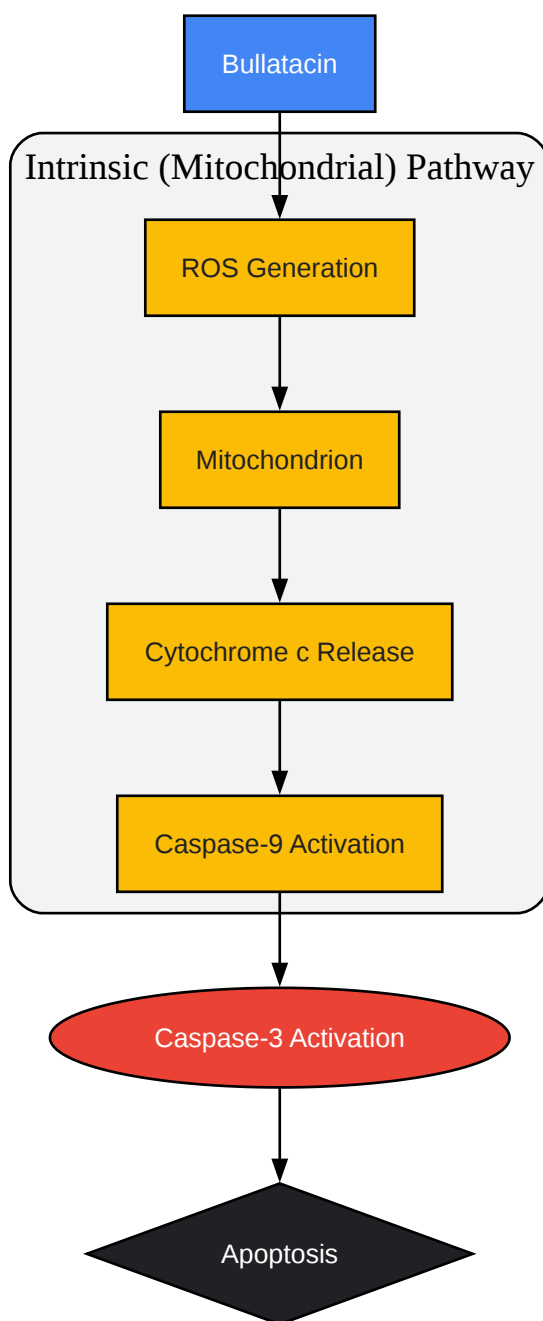 Bullatacin
Intrinsic (Mitochondrial) Pathway
ROS Generation
Mitochondrion
Cytochrome c Release
Caspase-9 Activation
Caspase-3 Activation
Apoptosis